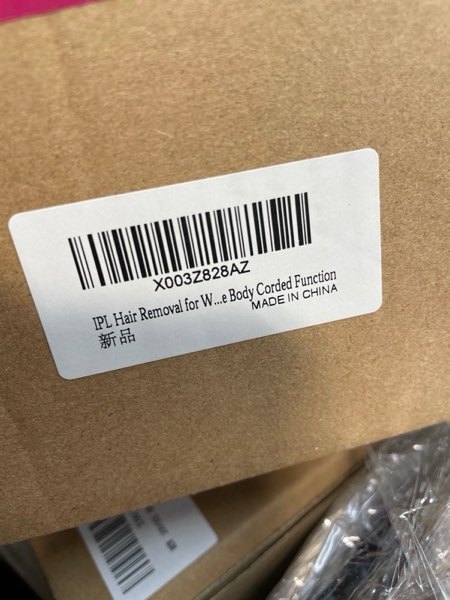 X003Z828AZ
IPL Hair Removal for W...e Body Corded Function
MADE IN CHINA
新品